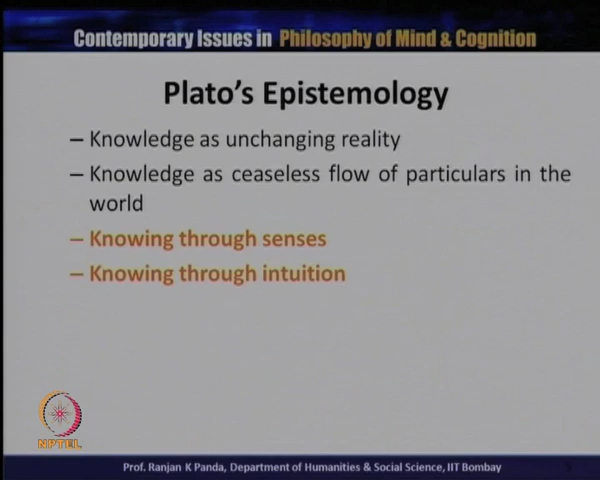 Contemporary Issues in Philosophy of Mind & Cognition
Plato's Epistemology
– Knowledge as unchanging reality
– Knowledge as ceaseless flow of particulars in the
world
– Knowing through senses
– Knowing through intuition
NPTEL
Prof. Ranjan K Panda, Department of Humanities & Social Science, IIT Bombay